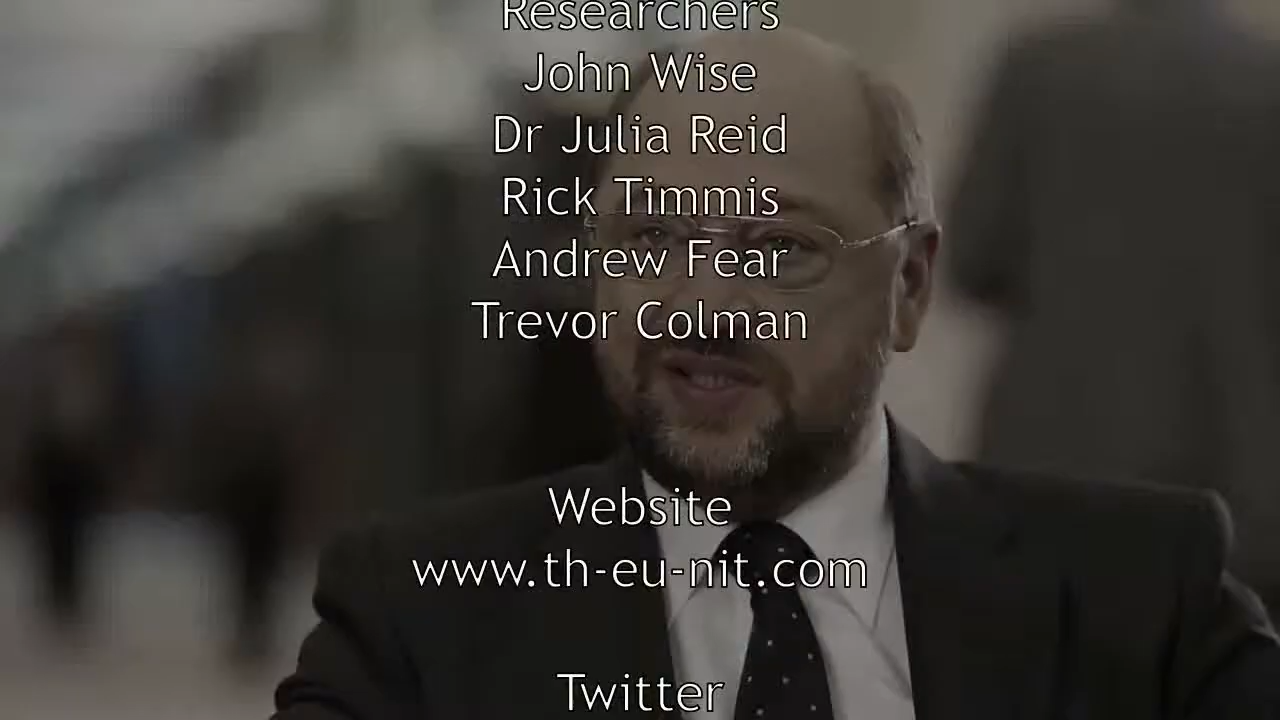 Researchers
John Wise
Dr Julia Reid
Rick Timmis
Andrew Fear
Trevor Colman
Website
www.th-eu-nit.com
Twitter